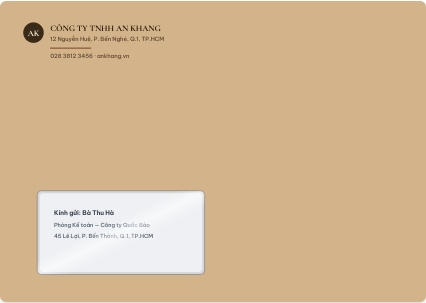 AK
CÔNG TY TNHH AN KHANG
12 Nguyễn Huệ, P. Bến Nghé, Q.1, TP.HCM
028 3812 3456 · ankhang.vn
Kính gửi: Bà Thu Hà
Phòng Kế toán — Công ty Quốc Bảo
45 Lê Lợi, P. Bến Thành, Q.1, TP.HCM